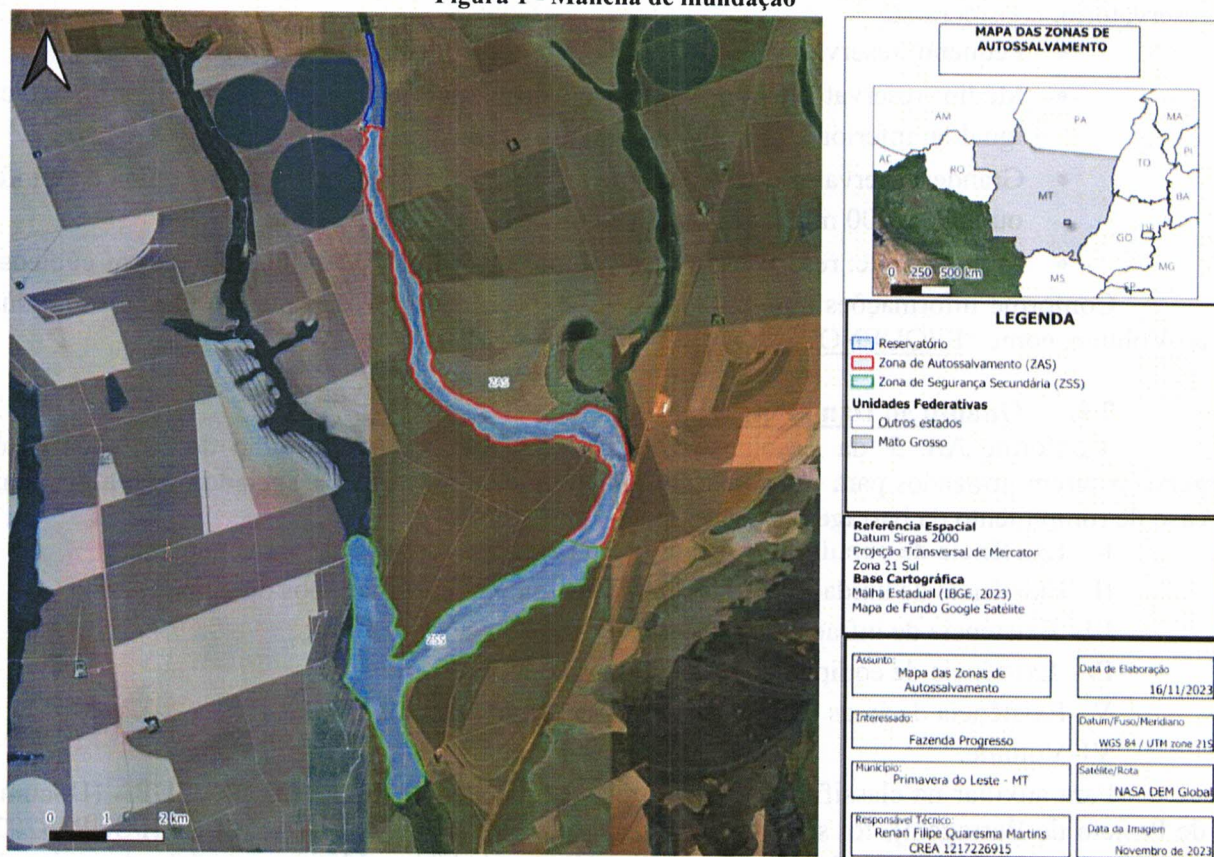 Figura 1 - Mancha de inundação
ZAS
ZSS
0 1 2 km
MAPA DAS ZONAS DE
AUTOSSALVAMENTO
AM
PA
MA
AC
RO
TO
PI
MT
BA
GO
DF
MG
MS
SP
0 250 500 km
LEGENDA
Reservatório
Zona de Autossalvamento (ZAS)
Zona de Segurança Secundária (ZSS)
Unidades Federativas
Outros estados
Mato Grosso
Referência Espacial
Datum Sirgas 2000
Projeção Transversal de Mercator
Zona 21 Sul
Base Cartográfica
Malha Estadual (IBGE, 2023)
Mapa de Fundo Google Satélite
Assunto:
Mapa das Zonas de
Autossalvamento
Data de Elaboração
16/11/2023
Interessado:
Fazenda Progresso
Datum/Fuso/Meridiano
WGS 84 / UTM zone 21S
Município:
Primavera do Leste - MT
Satélite/Rota
NASA DEM Global
Responsável Técnico:
Renan Filipe Quaresma Martins
CREA 1217226915
Data da Imagem
Novembro de 2023